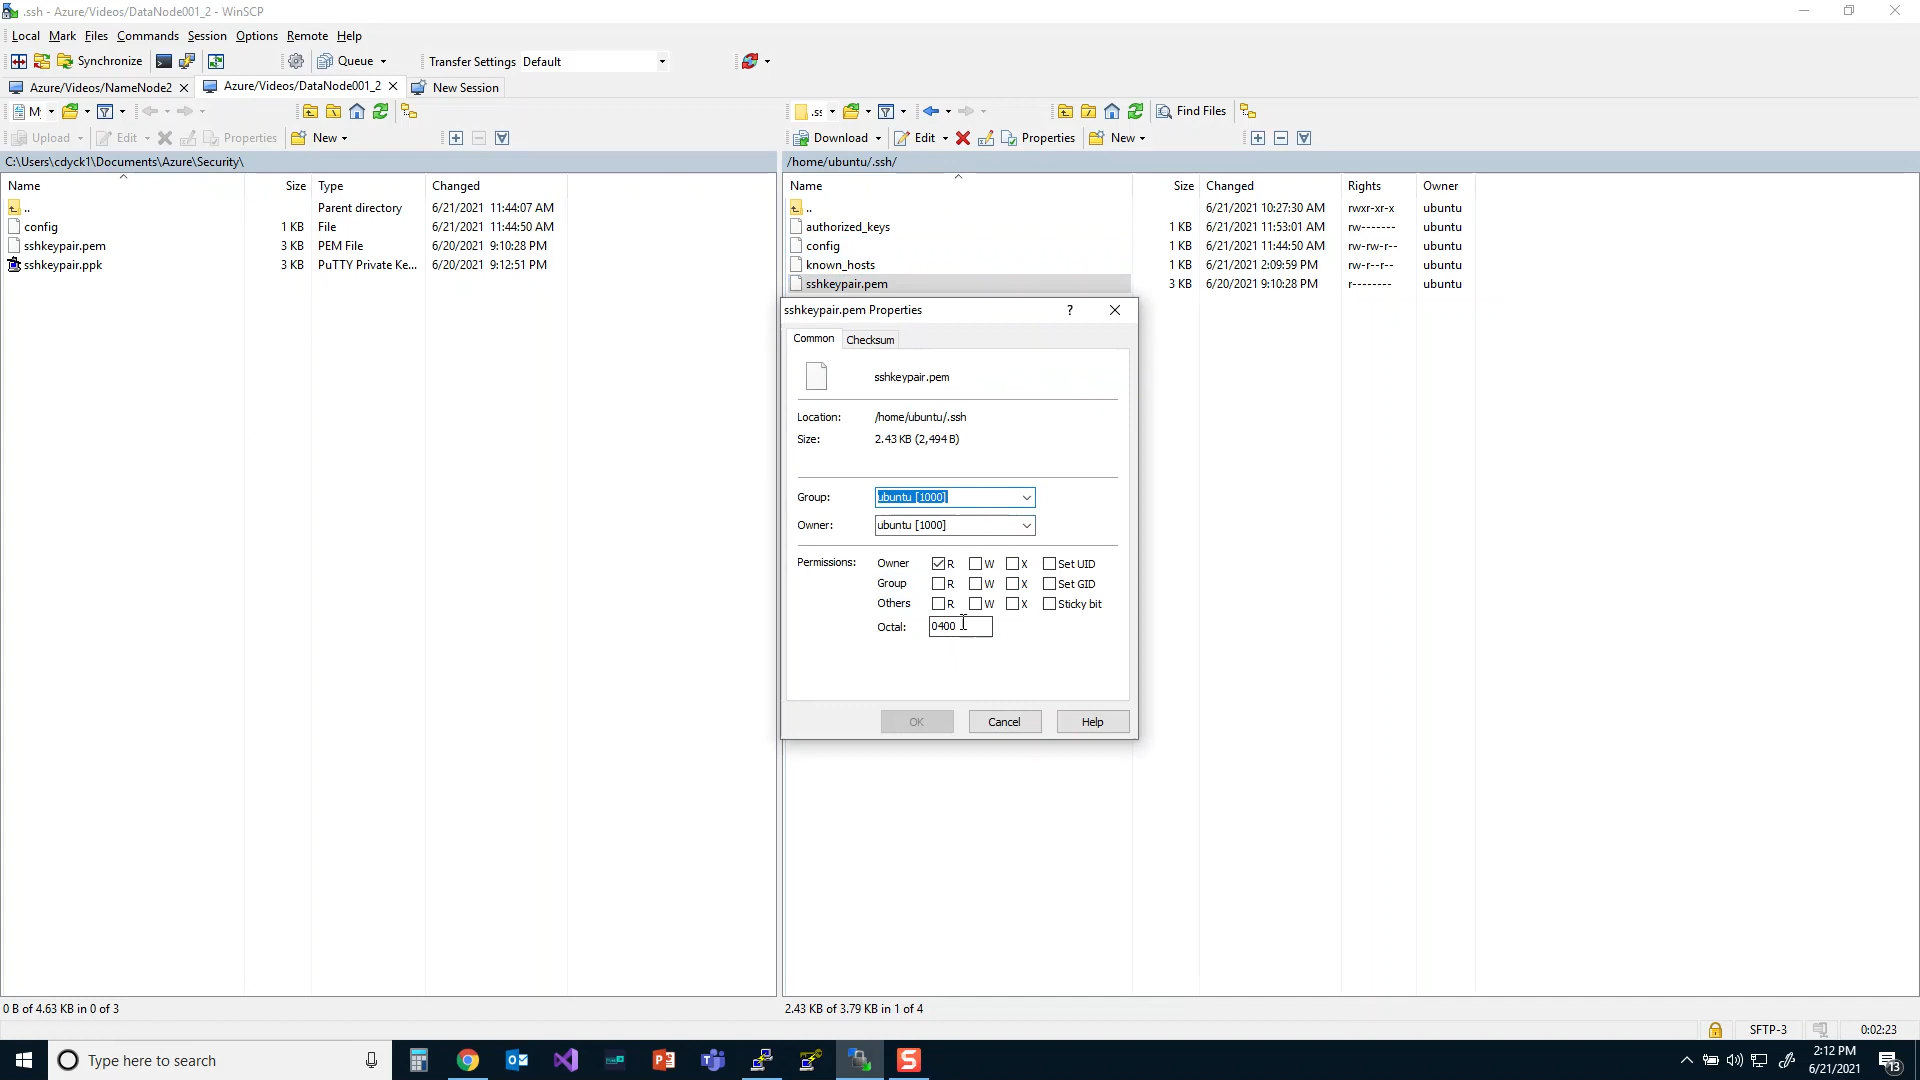 .ssh - Azure/Videos/DataNode001_2 - WinSCP
Local Mark Files Commands Session Options Remote Help
Synchronize Queue Transfer Settings Default
Azure/Videos/NameNode2 Azure/Videos/DataNode001_2 New Session
Find Files
Upload Edit Properties New
Download Edit Properties New
C:\Users\cdyck1\Documents\Azure\Security\
/home/ubuntu/.ssh/
Name Size Type Changed
.. Parent directory 6/21/2021 11:44:07 AM
config 1 KB File 6/21/2021 11:44:50 AM
sshkeypair.pem 3 KB PEM File 6/20/2021 9:10:28 PM
sshkeypair.ppk 3 KB PuTTY Private Ke... 6/20/2021 9:12:51 PM
Name Size Changed Rights Owner
.. 6/21/2021 10:27:30 AM rwxr-xr-x ubuntu
authorized_keys 1 KB 6/21/2021 11:53:01 AM rw------- ubuntu
config 1 KB 6/21/2021 11:44:50 AM rw-rw-r-- ubuntu
known_hosts 1 KB 6/21/2021 2:09:59 PM rw-r--r-- ubuntu
sshkeypair.pem 3 KB 6/20/2021 9:10:28 PM r-------- ubuntu
sshkeypair.pem Properties ?
Common Checksum
sshkeypair.pem
Location: /home/ubuntu/.ssh
Size: 2.43 KB (2,494 B)
Group: ubuntu [1000]
Owner: ubuntu [1000]
Permissions: Owner R W X Set UID
Group R W X Set GID
Others R W X Sticky bit
Octal: 0400
OK Cancel Help
0 B of 4.63 KB in 0 of 3
2.43 KB of 3.79 KB in 1 of 4
SFTP-3 0:02:23
Type here to search
2:12 PM
6/21/2021
13